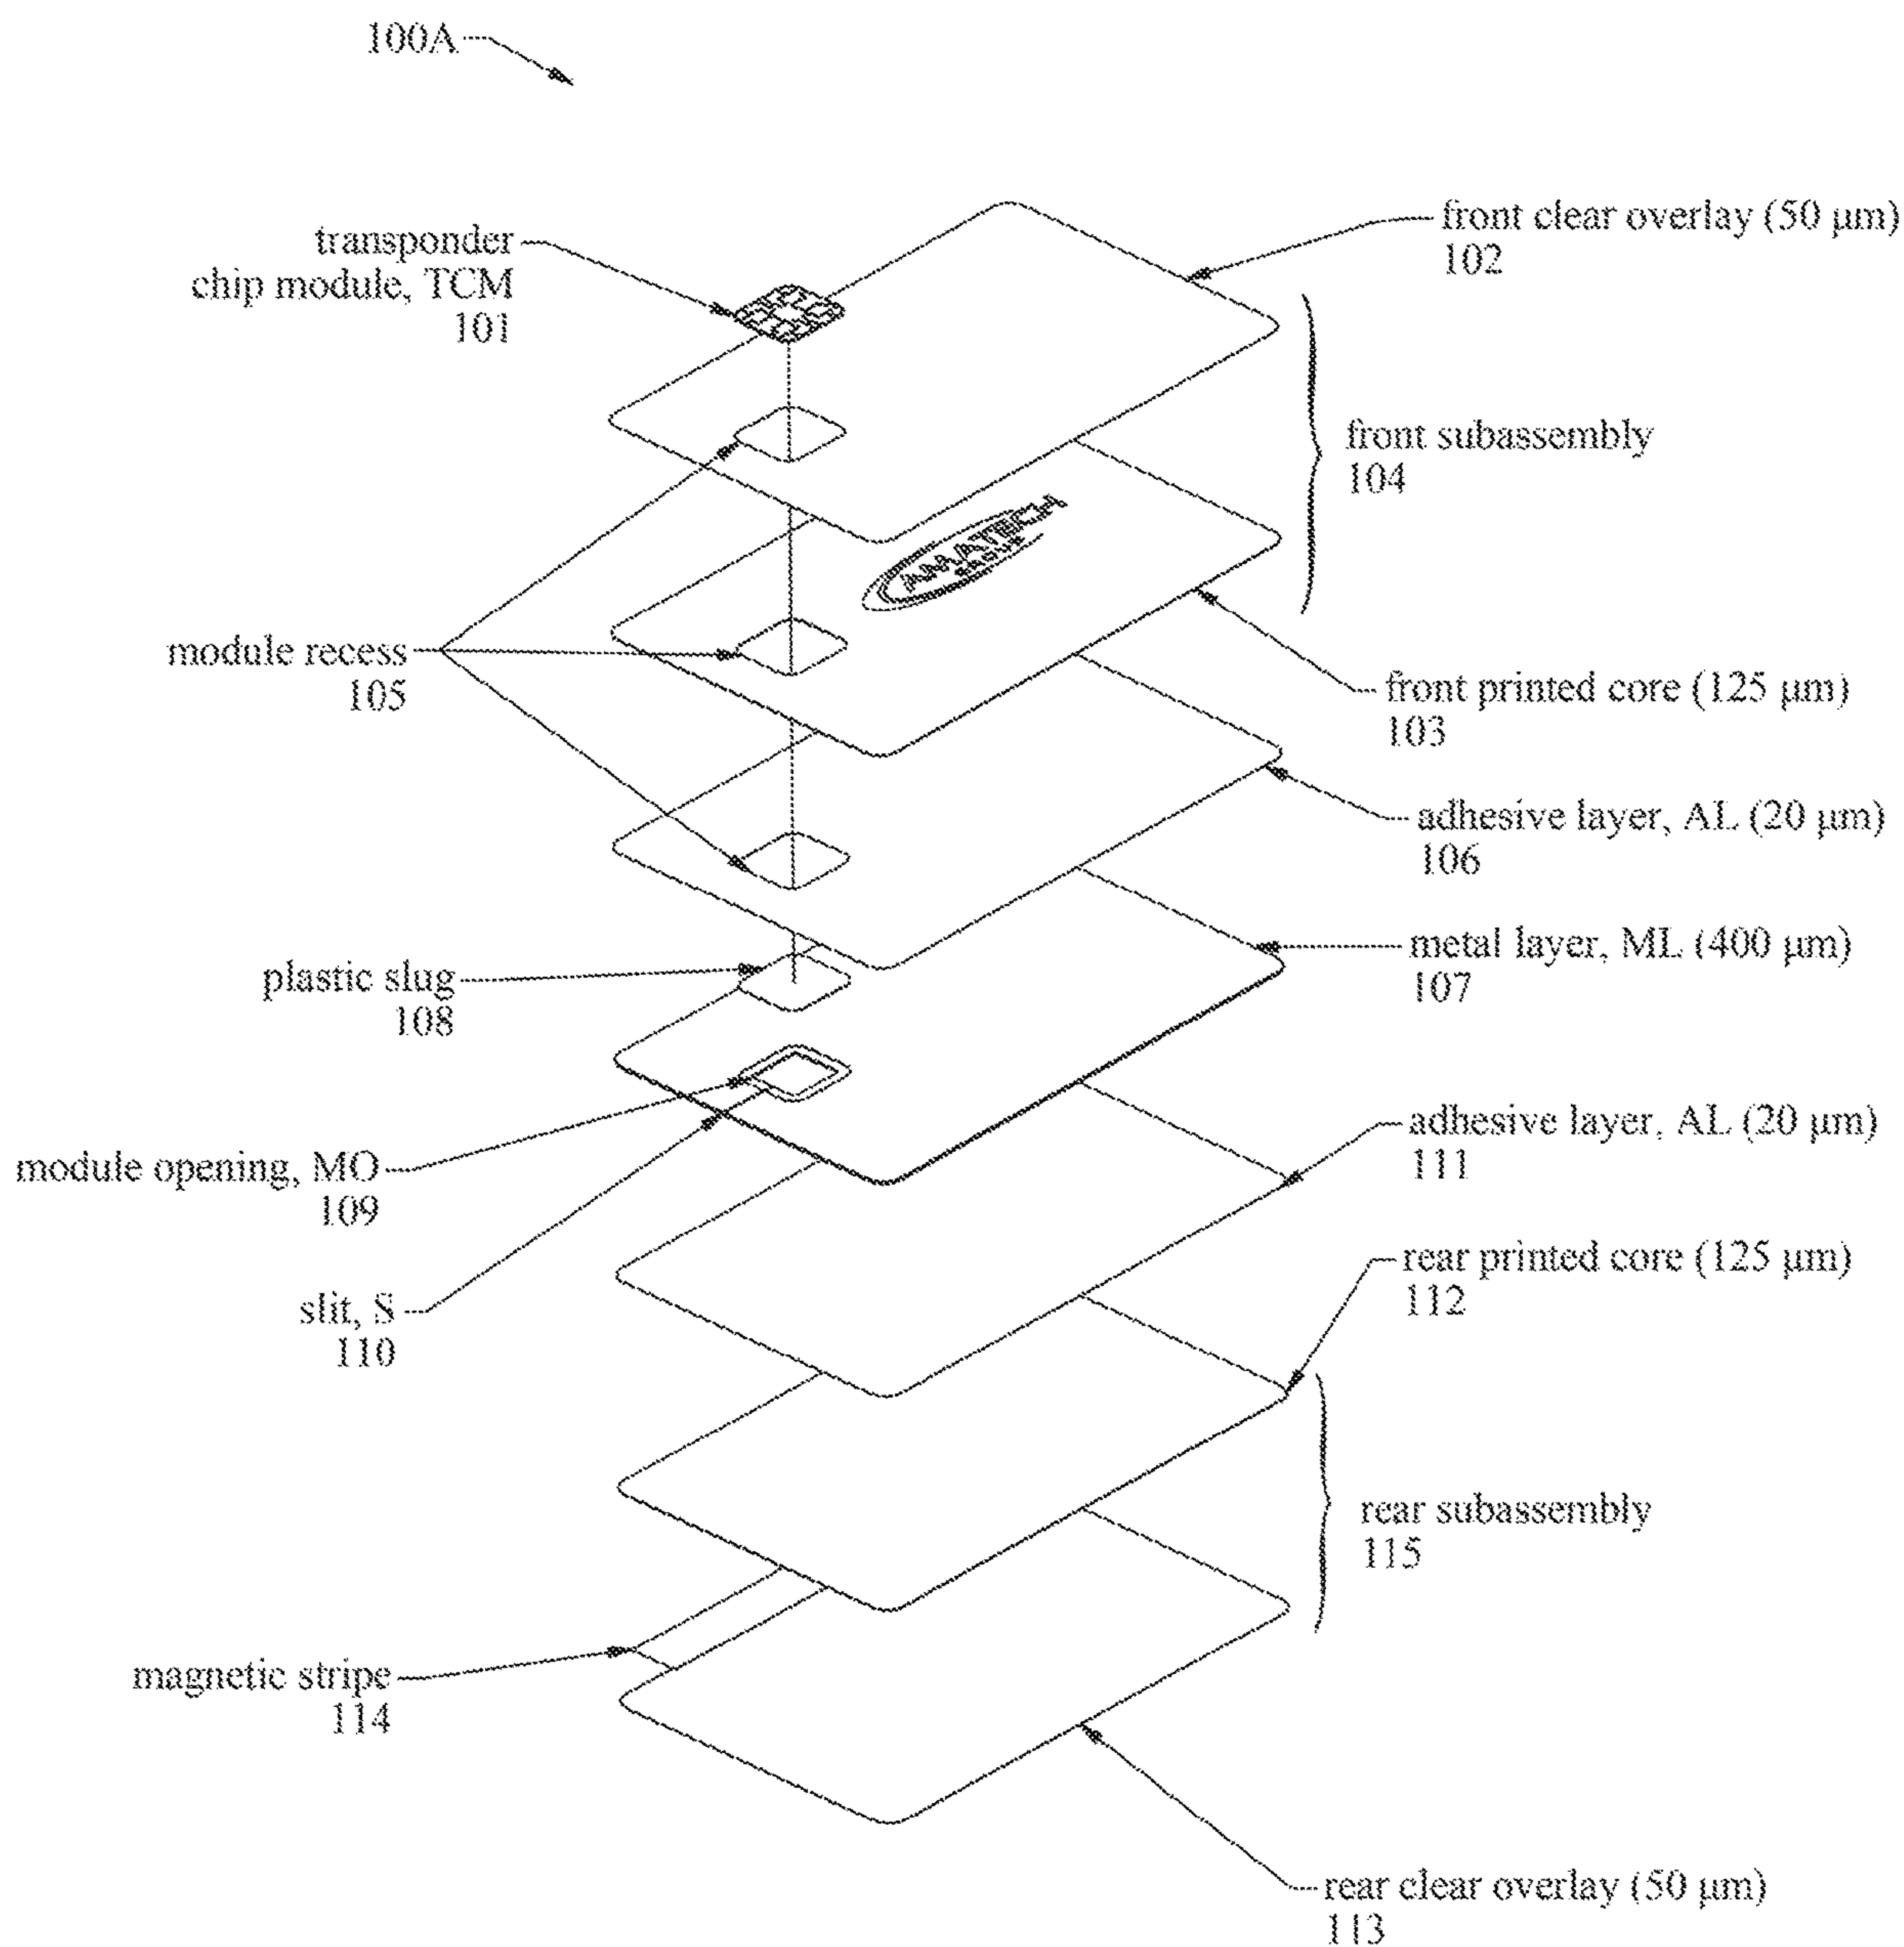 100A
transponder
chip module, TCM
101
front clear overlay (50 µm)
102
front subassembly
104
AMATECH
GROUP
module recess
105
front printed core (125 µm)
103
adhesive layer, AL (20 µm)
106
metal layer, ML (400 µm)
107
plastic slug
108
module opening, MO
109
adhesive layer, AL (20 µm)
111
rear printed core (125 µm)
112
slit, S
110
rear subassembly
115
magnetic stripe
114
rear clear overlay (50 µm)
113